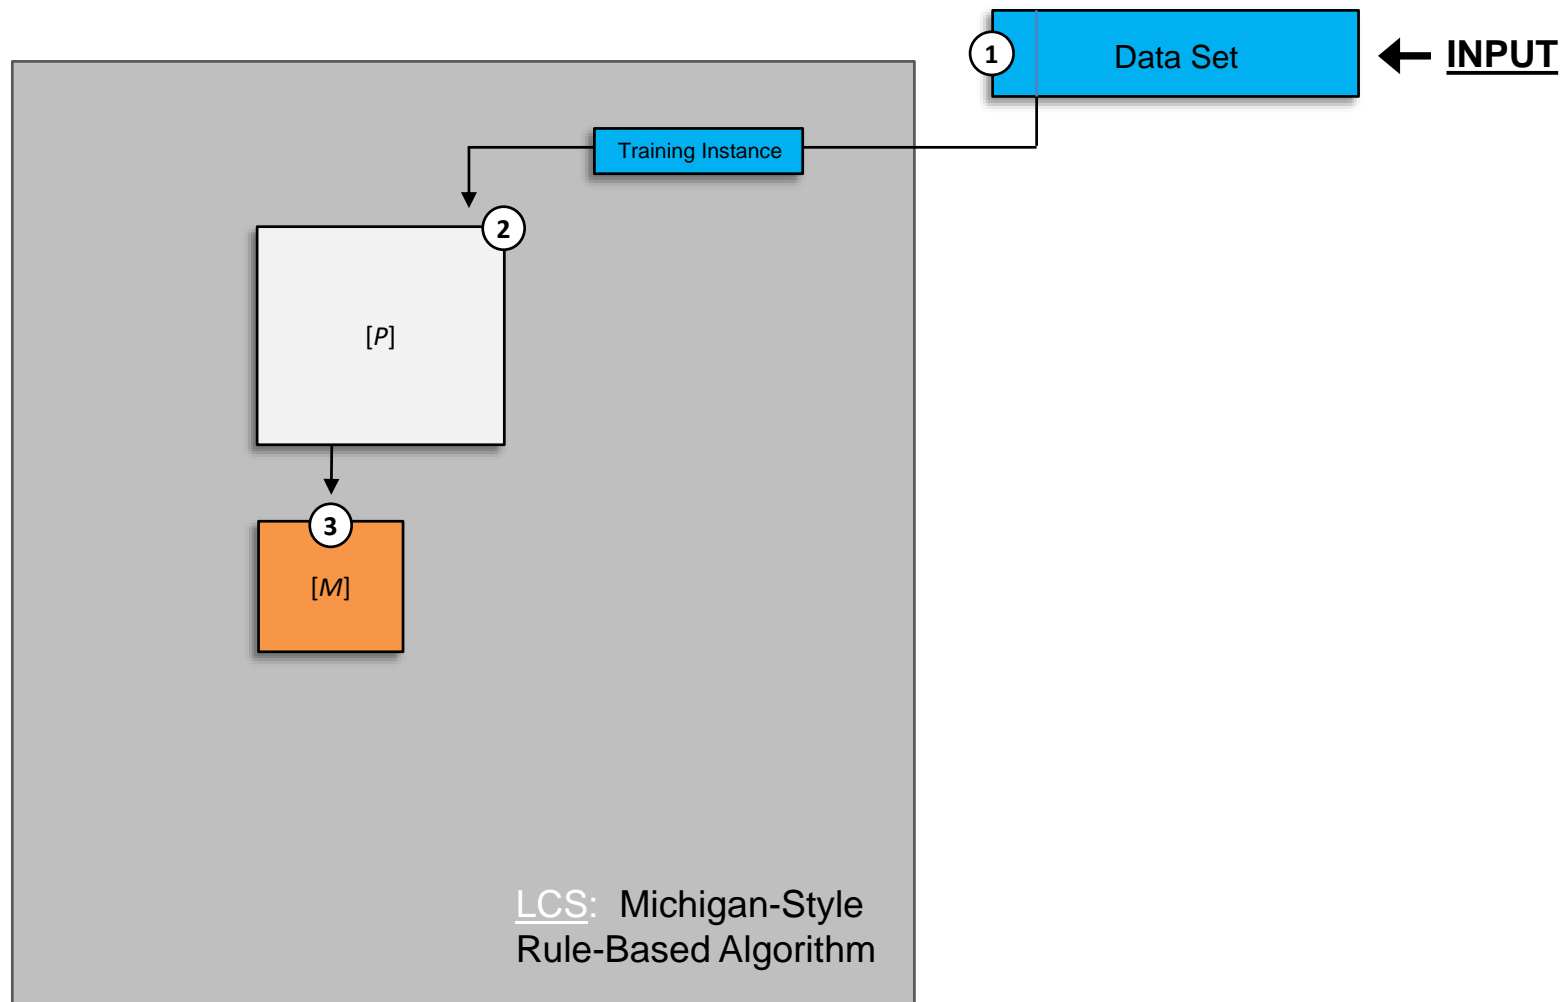 1
Data Set
INPUT
Training Instance
2
[P]
3
[M]
LCS: Michigan-Style
Rule-Based Algorithm